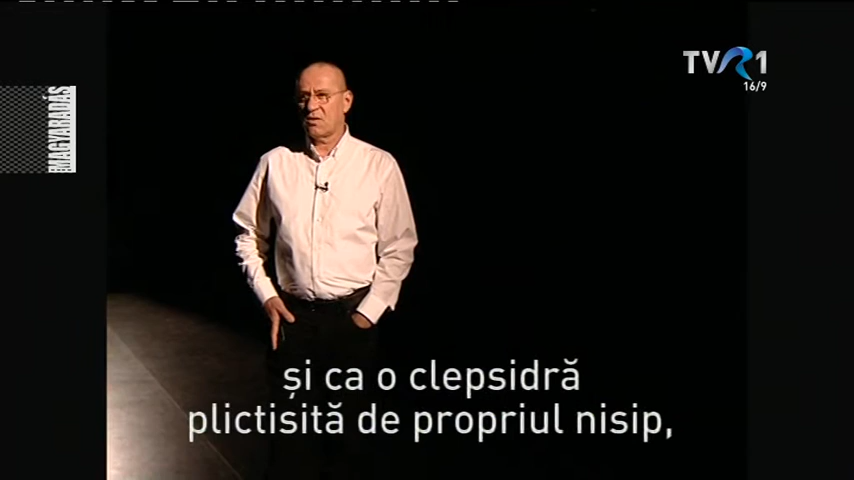 TVR1
16/9
MAGYARADÁS
și ca o clepsidră
plictisită de propriul nisip,